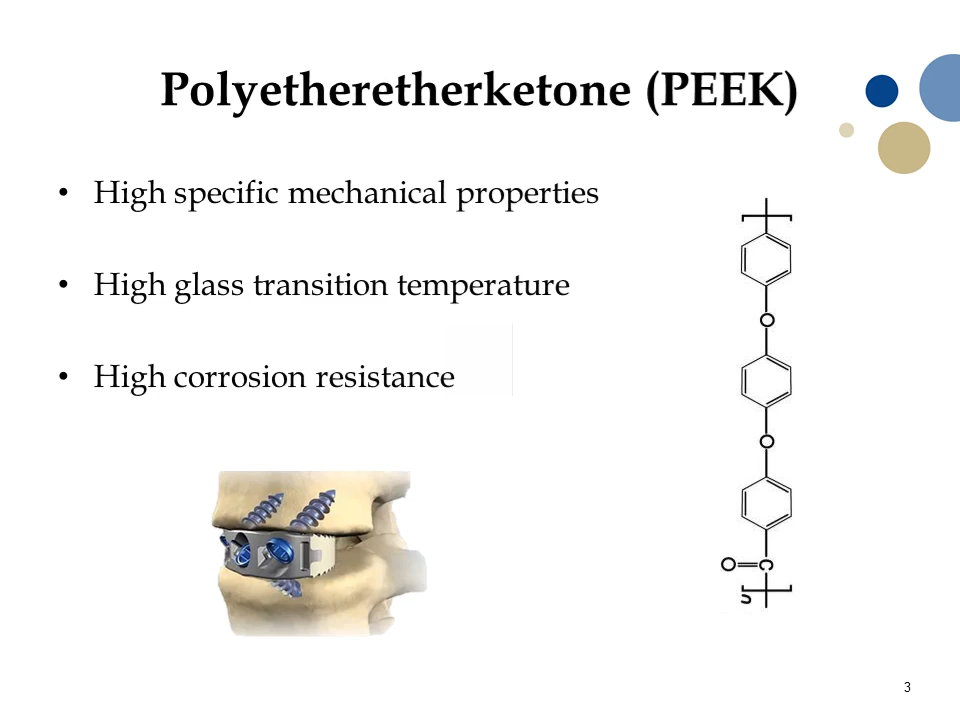 Polyetheretherketone (PEEK)
• High specific mechanical properties
• High glass transition temperature
• High corrosion resistance
O
O
O
C
3